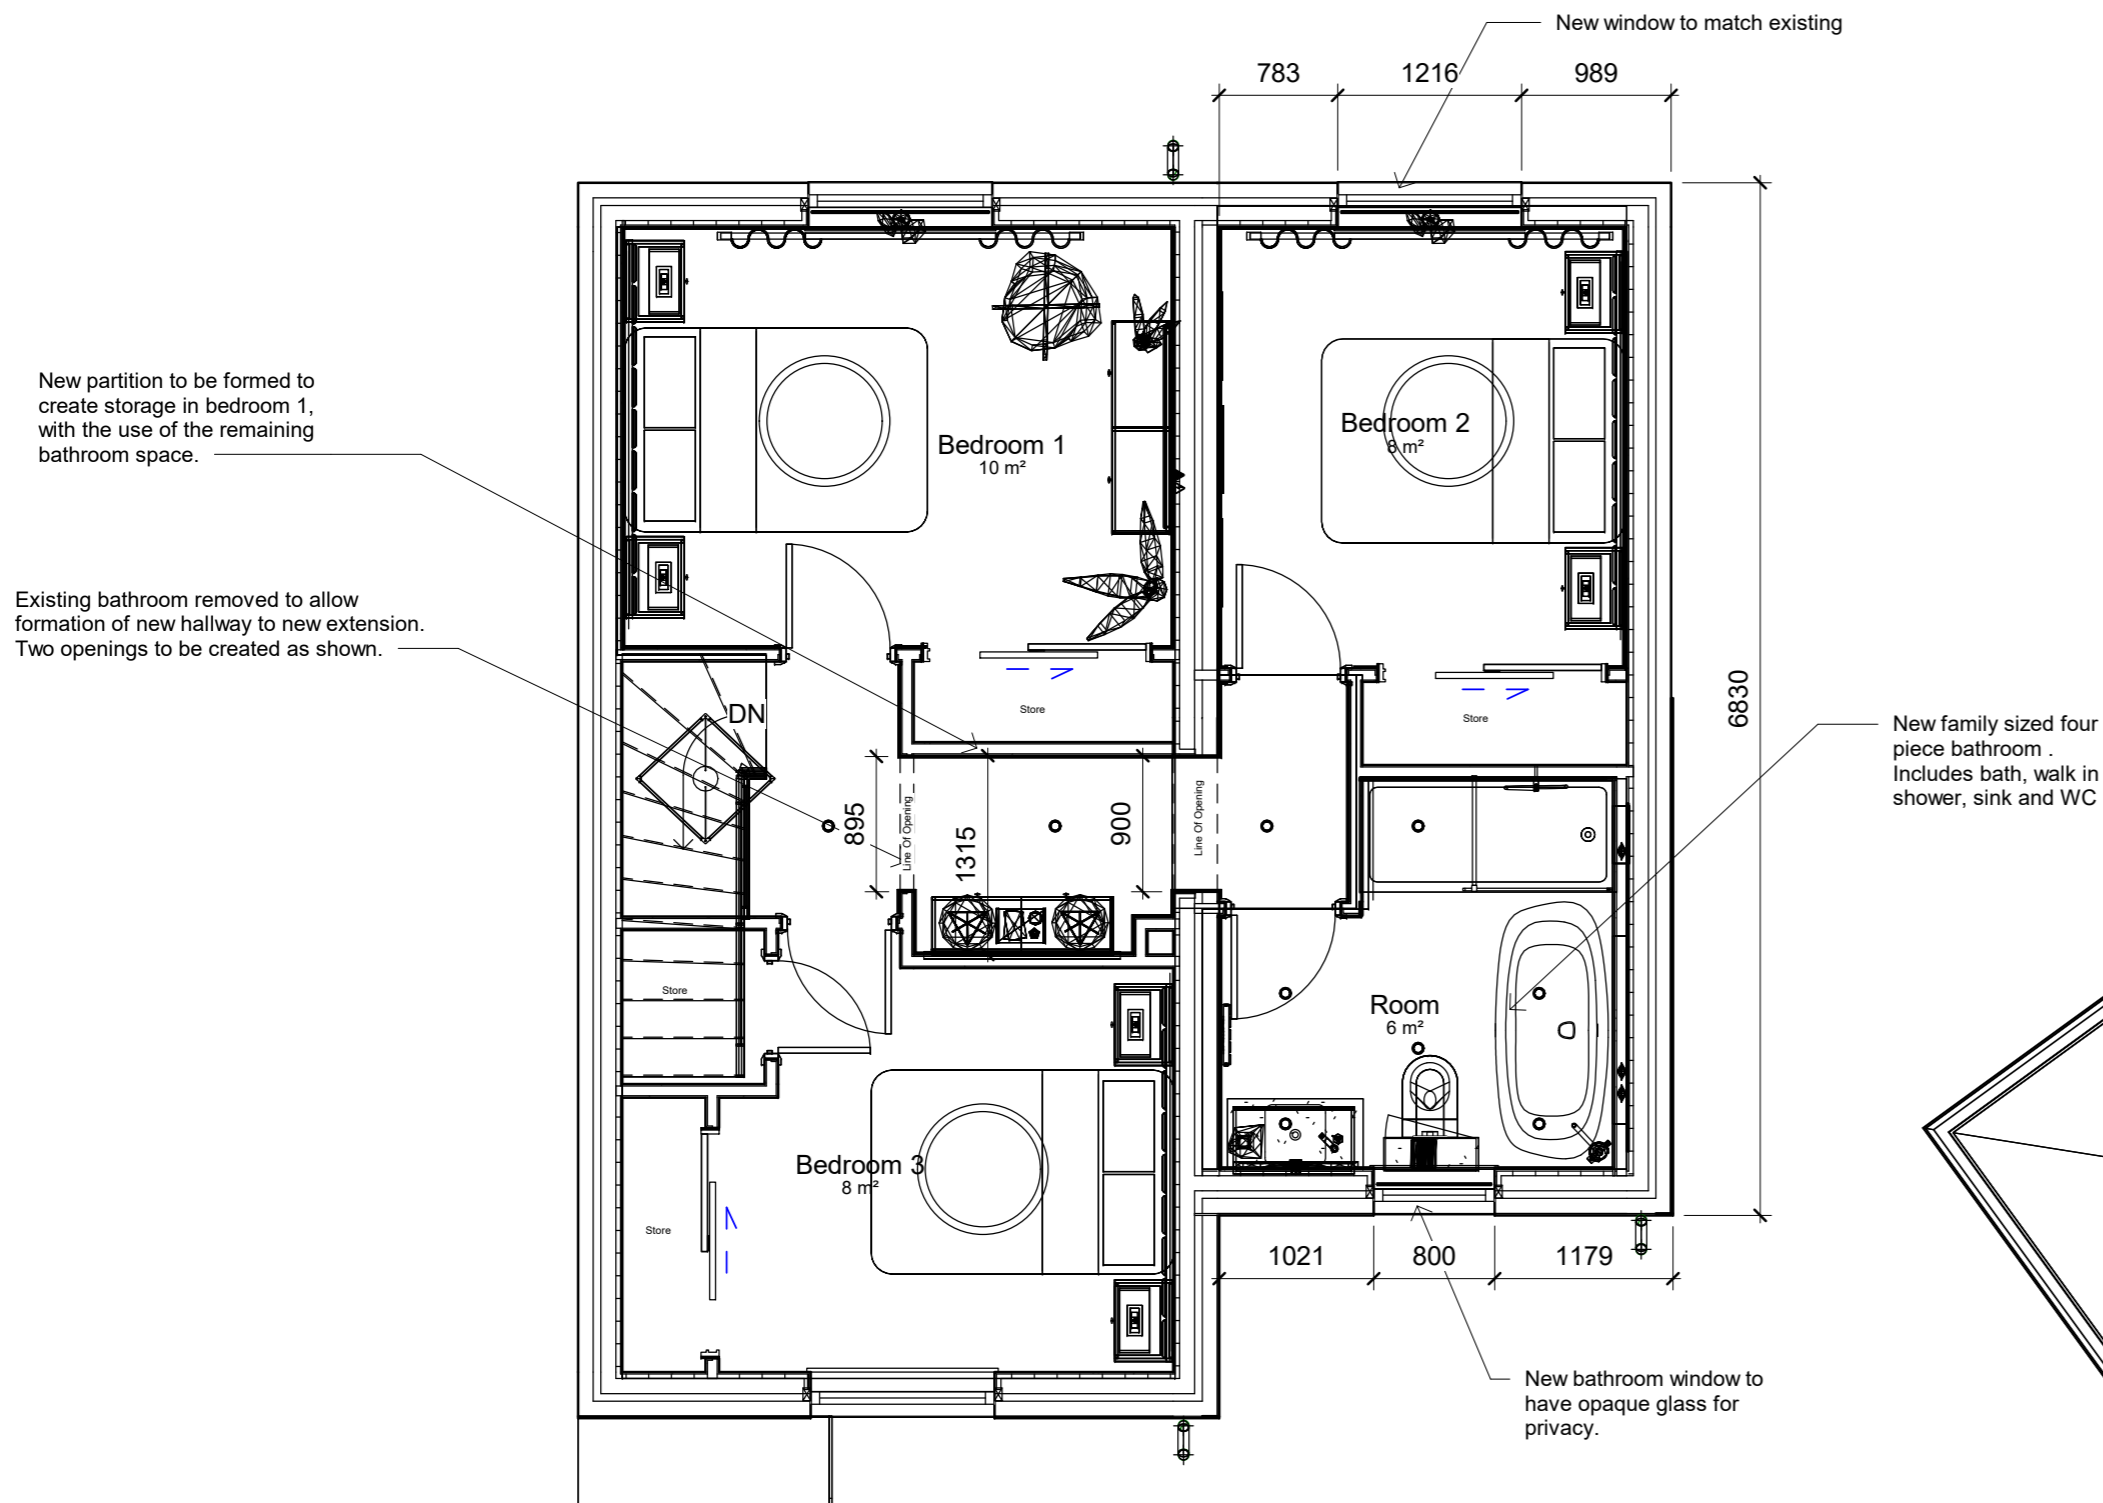 New window to match existing
783
1216
989
New partition to be formed to
create storage in bedroom 1,
with the use of the remaining
bathroom space.
Bedroom 1
10 m²
Bedroom 2
8 m²
Existing bathroom removed to allow
formation of new hallway to new extension.
Two openings to be created as shown.
6830
DN
Store
Store
New family sized four
piece bathroom .
Includes bath, walk in
shower, sink and WC
895
Line Of Opening
1315
900
Line Of Opening
Store
Room
6 m²
Bedroom 3
8 m²
Store
1021
800
1179
New bathroom window to
have opaque glass for
privacy.